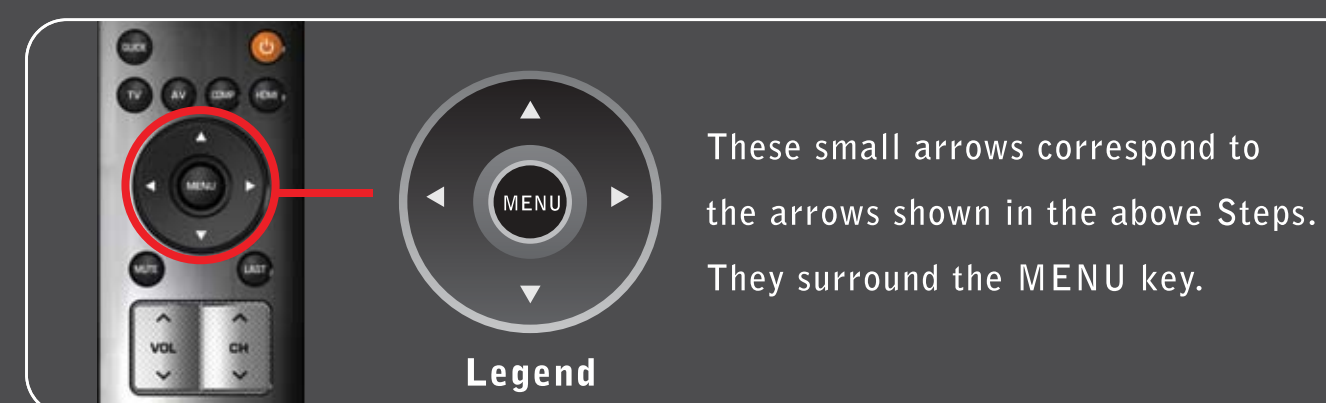 GUIDE
TV AV COMP HDMI
MENU
MUTE LAST
VOL CH
MENU
Legend
These small arrows correspond to
the arrows shown in the above Steps.
They surround the MENU key.